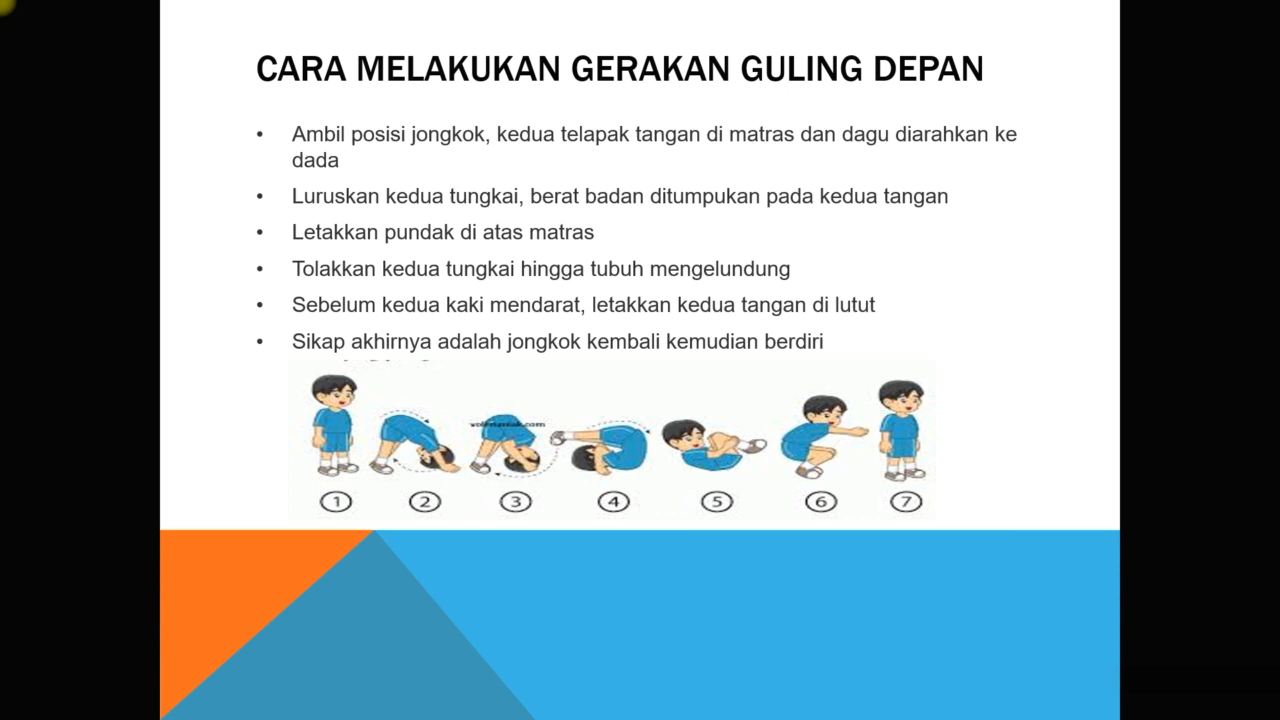 CARA MELAKUKAN GERAKAN GULING DEPAN
• Ambil posisi jongkok, kedua telapak tangan di matras dan dagu diarahkan ke
dada
• Luruskan kedua tungkai, berat badan ditumpukan pada kedua tangan
• Letakkan pundak di atas matras
• Tolakkan kedua tungkai hingga tubuh mengelundung
• Sebelum kedua kaki mendarat, letakkan kedua tangan di lutut
• Sikap akhirnya adalah jongkok kembali kemudian berdiri
1 2 3 4 5 6 7